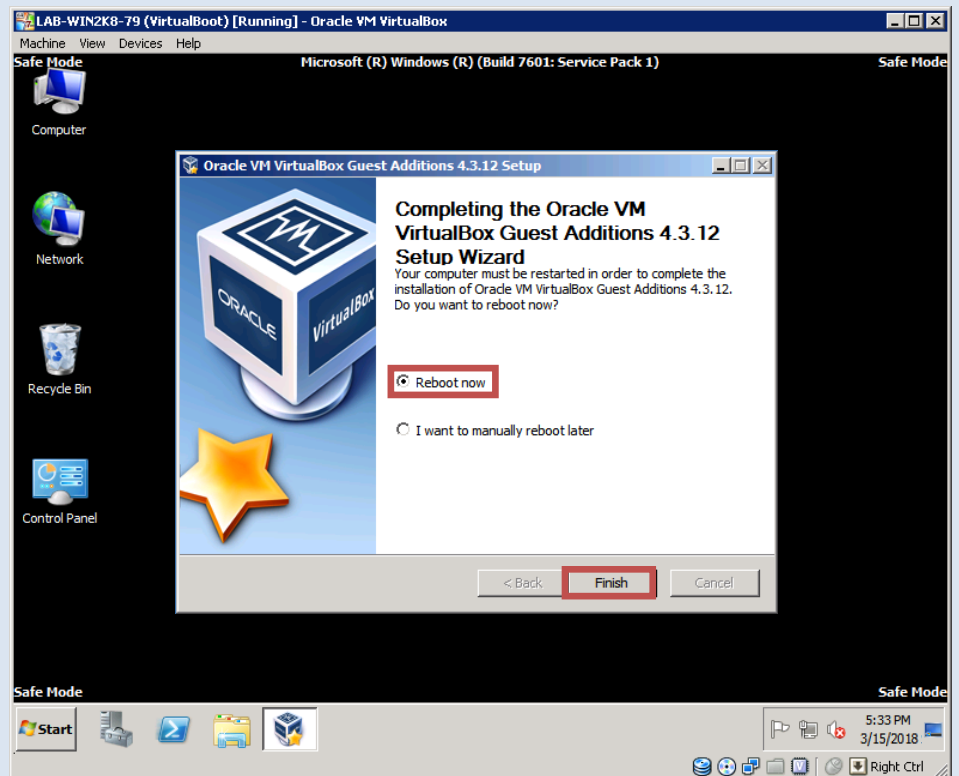 LAB-WIN2K8-79 (VirtualBoot) [Running] - Oracle VM VirtualBox
Machine View Devices Help
Safe Mode Microsoft (R) Windows (R) (Build 7601: Service Pack 1) Safe Mode
Computer
Network
Recycle Bin
Control Panel
Oracle VM VirtualBox Guest Additions 4.3.12 Setup
ORACLE
VirtualBox
Completing the Oracle VM
VirtualBox Guest Additions 4.3.12
Setup Wizard
Your computer must be restarted in order to complete the
installation of Oracle VM VirtualBox Guest Additions 4.3.12.
Do you want to reboot now?
Reboot now
I want to manually reboot later
< Back Finish Cancel
Safe Mode Safe Mode
Start
5:33 PM
3/15/2018
Right Ctrl